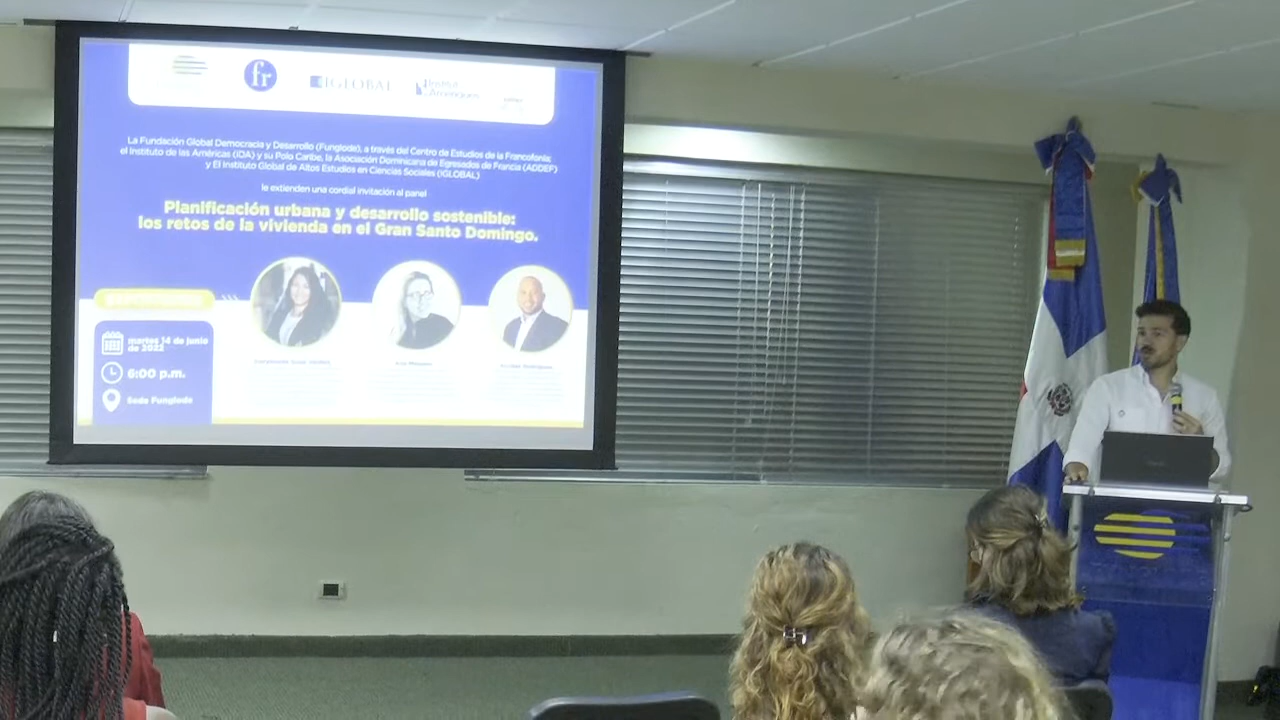 fr
IGLOBAL
La Fundación Global Democracia y Desarrollo (Funglode), a través del Centro de Estudios de la Francofonía;
el Instituto de las Américas (IDA) y su Polo Caribe, la Asociación Dominicana de Egresados de Francia (ADDEF)
y El Instituto Global de Altos Estudios en Ciencias Sociales (IGLOBAL)
le extienden una cordial invitación al panel
Planificación urbana y desarrollo sostenible:
los retos de la vivienda en el Gran Santo Domingo.
martes 14 de junio
de 2022
6:00 p.m.
Sede Funglode